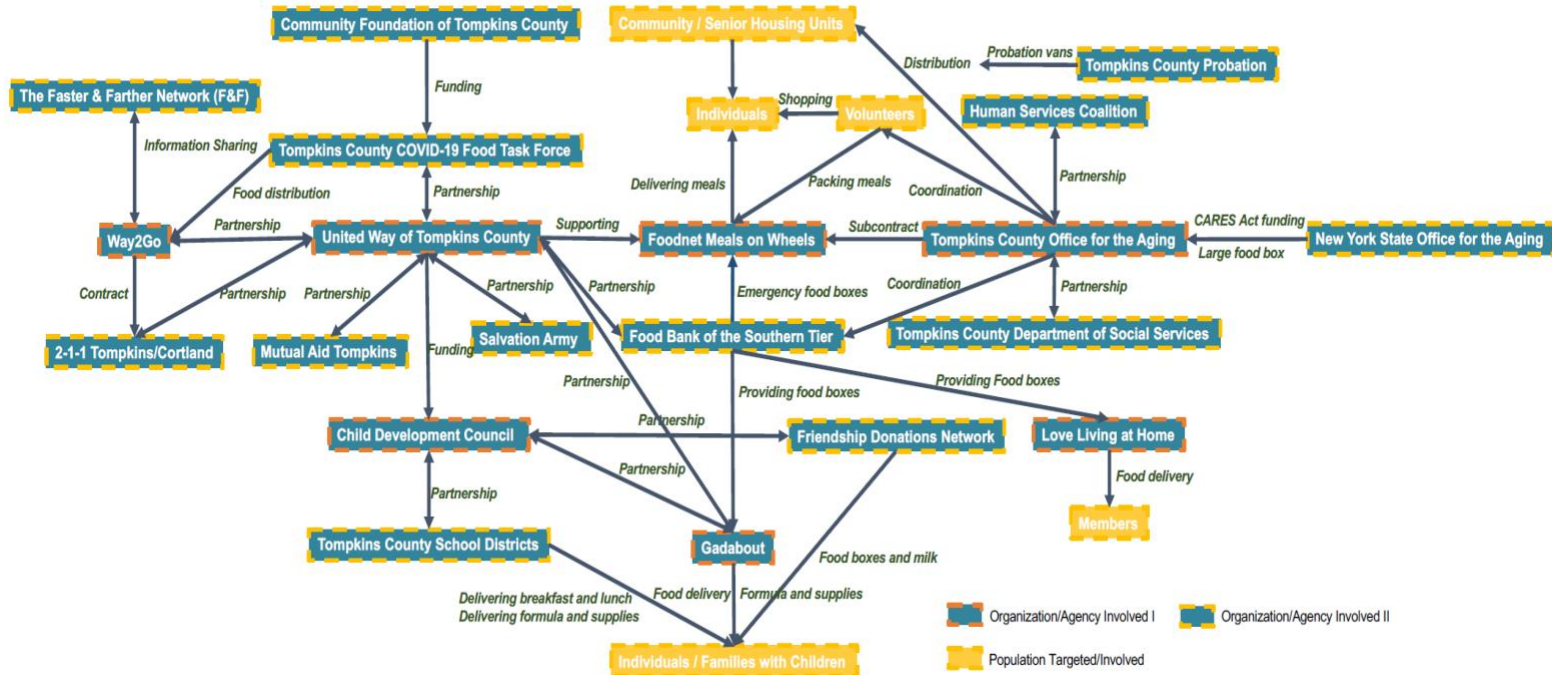 Community Foundation of Tompkins County
Community / Senior Housing Units
Probation vans
Distribution
Tompkins County Probation
The Faster & Farther Network (F&F)
Funding
Shopping
Individuals
Volunteers
Human Services Coalition
Information Sharing
Tompkins County COVID-19 Food Task Force
Food distribution
Partnership
Delivering meals
Packing meals
Coordination
Partnership
Way2Go
Partnership
United Way of Tompkins County
Supporting
Foodnet Meals on Wheels
Subcontract
Tompkins County Office for the Aging
CARES Act funding
Large food box
New York State Office for the Aging
Contract
Partnership
Partnership
Partnership
Partnership
Emergency food boxes
Coordination
Partnership
2-1-1 Tompkins/Cortland
Mutual Aid Tompkins
Funding
Salvation Army
Food Bank of the Southern Tier
Tompkins County Department of Social Services
Partnership
Providing food boxes
Providing Food boxes
Child Development Council
Partnership
Friendship Donations Network
Love Living at Home
Partnership
Food delivery
Partnership
Members
Tompkins County School Districts
Gadabout
Food boxes and milk
Delivering breakfast and lunch
Delivering formula and supplies
Food delivery
Formula and supplies
Individuals / Families with Children
Organization/Agency Involved I
Organization/Agency Involved II
Population Targeted/Involved